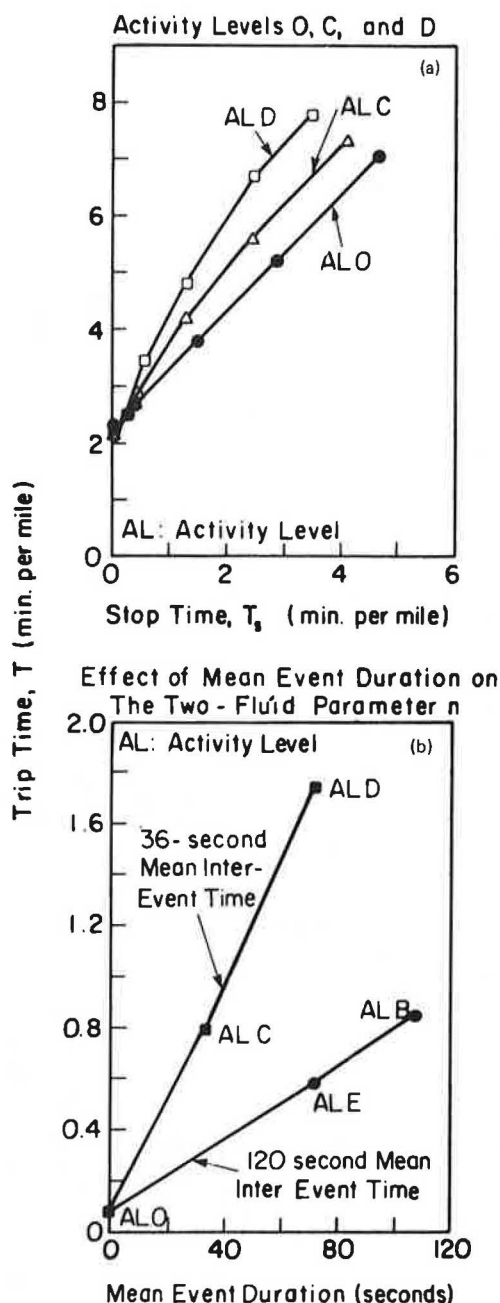 Activity Levels O, C, and D
(a)
8
6
4
2
0
AL D
AL C
AL O
AL: Activity Level
0 2 4 6
Stop Time, Ts (min. per mile)
Trip Time, T (min. per mile)
Effect of Mean Event Duration on
The Two-Fluid Parameter n
2.0
1.6
1.2
0.8
0.4
0
AL: Activity Level
(b)
AL D
36-second
Mean Inter-
Event Time
AL C
AL B
AL E
120 second Mean
Inter Event Time
AL O
0 40 80 120
Mean Event Duration (seconds)